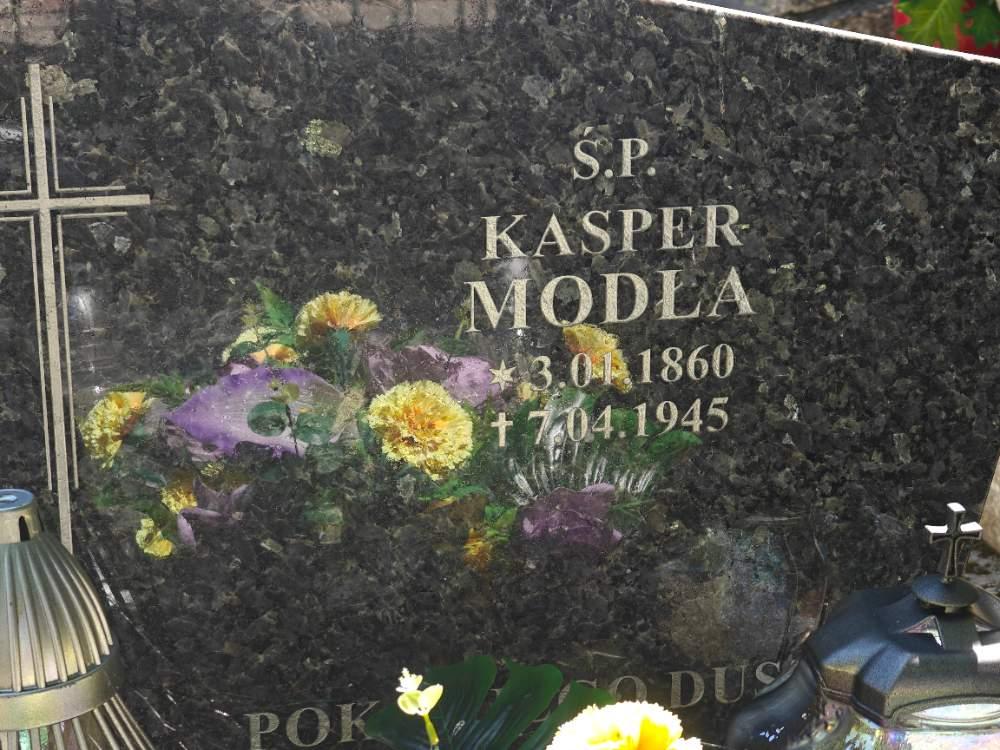 Ś.P.
KASPER
MODŁA
★ 3.01.1860
✝ 7.04.1945